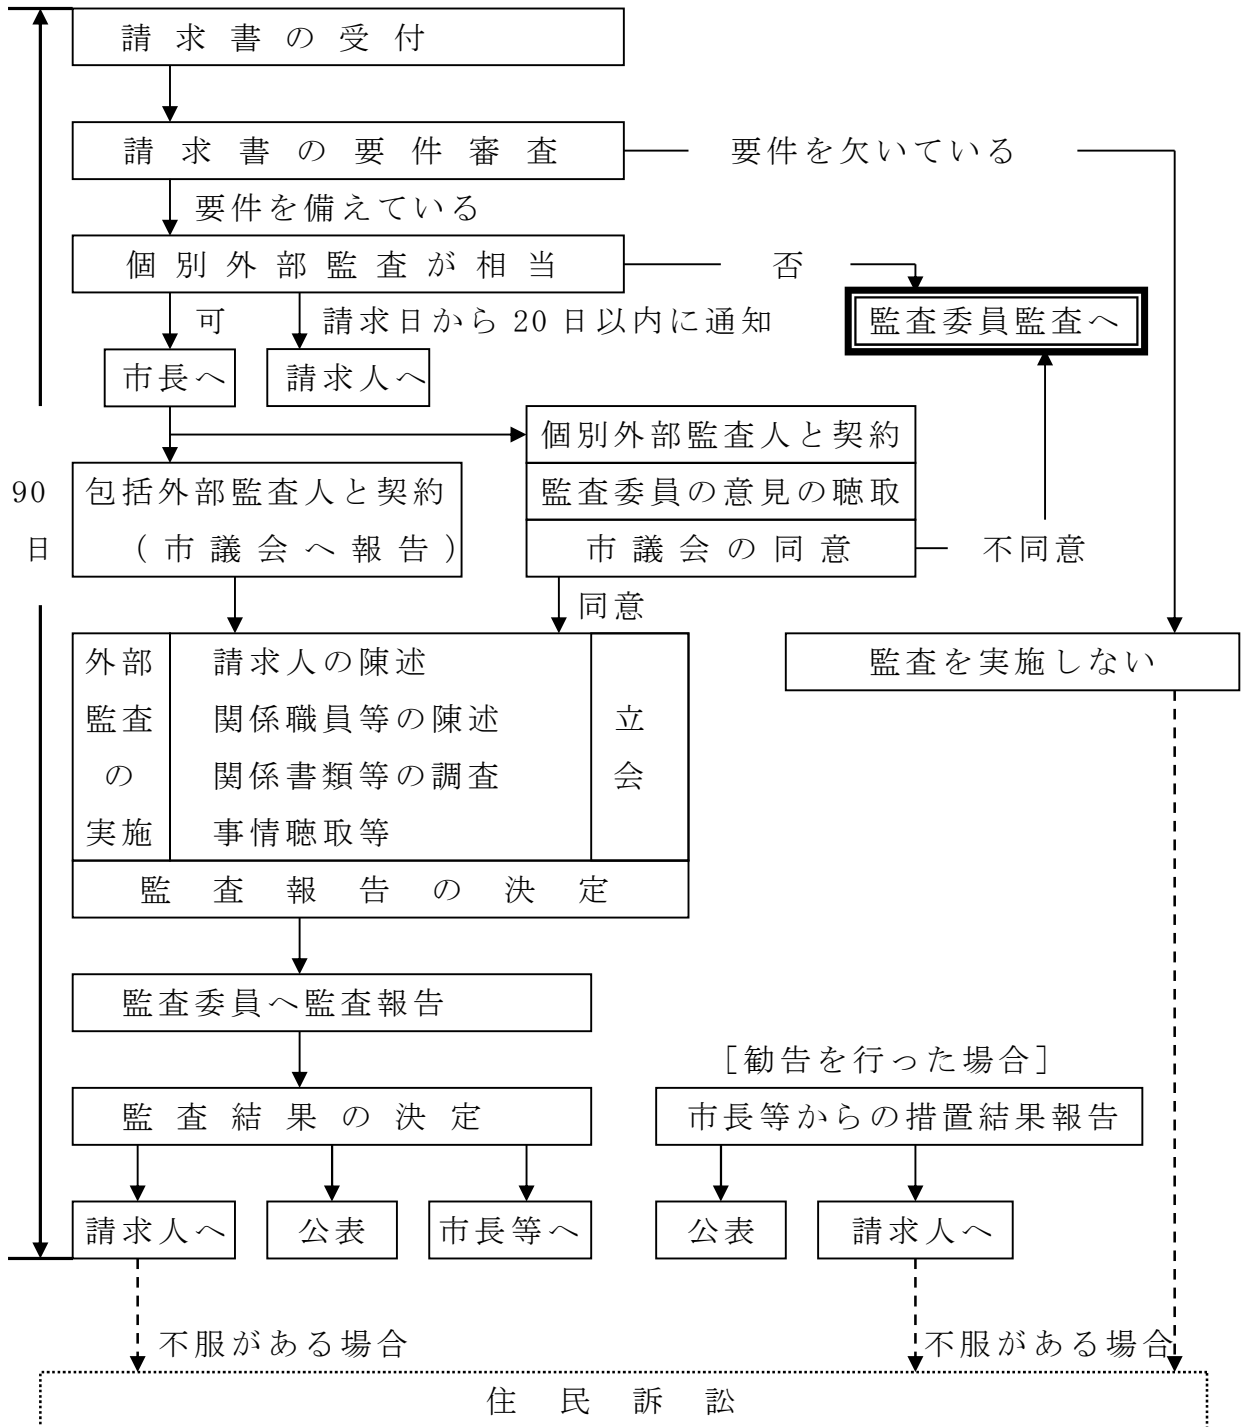 請求書の受付
請求書の要件審査
要件を欠いている
要件を備えている
個別外部監査が相当
否
可
請求日から20日以内に通知
監査委員監査へ
市長へ
請求人へ
個別外部監査人と契約
90
日
包括外部監査人と契約
(市議会へ報告)
監査委員の意見の聴取
市議会の同意
不同意
同意
外部
監査
の
実施
請求人の陳述
関係職員等の陳述
関係書類等の調査
事情聴取等
立
会
監査を実施しない
監査報告の決定
監査委員へ監査報告
[勧告を行った場合]
監査結果の決定
市長等からの措置結果報告
請求人へ
公表
市長等へ
公表
請求人へ
不服がある場合
不服がある場合
住民訴訟